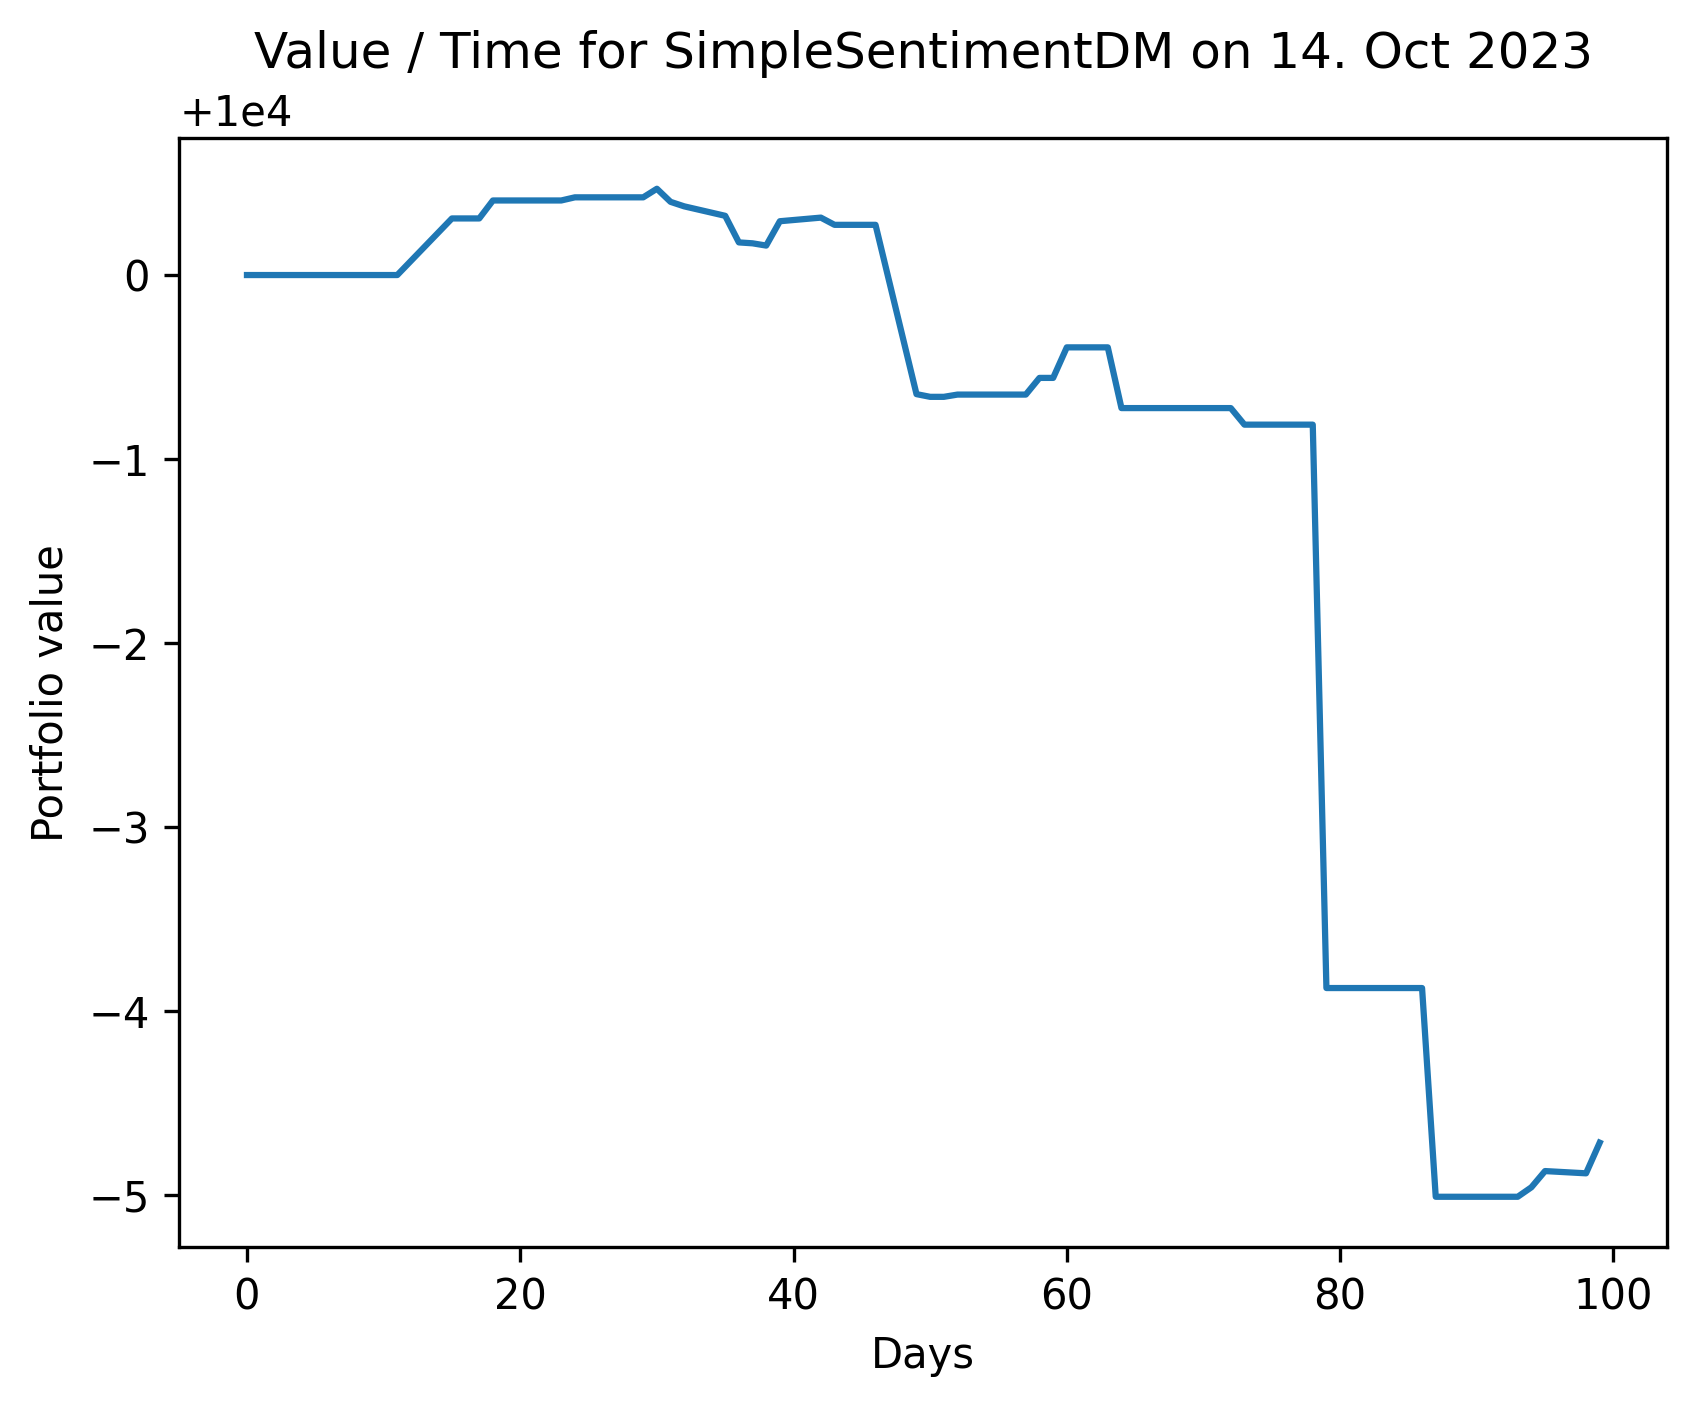 Value / Time for SimpleSentimentDM on 14. Oct 2023
+1e4
0
−1
−2
−3
−4
−5
Portfolio value
0 20 40 60 80 100
Days